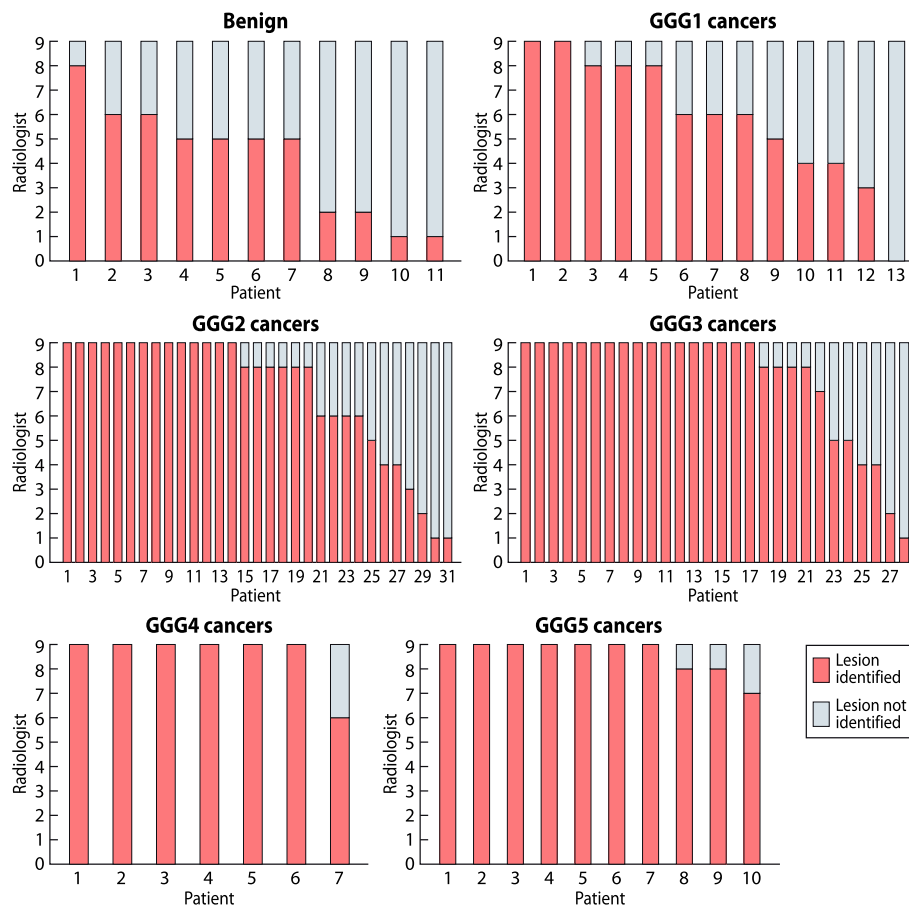 Benign
9
8
7
6
5
4
3
2
1
0
Radiologist
1 2 3 4 5 6 7 8 9 10 11
Patient
GGG1 cancers
9
8
7
6
5
4
3
2
1
0
Radiologist
1 2 3 4 5 6 7 8 9 10 11 12 13
Patient
GGG2 cancers
9
8
7
6
5
4
3
2
1
0
Radiologist
1 3 5 7 9 11 13 15 17 19 21 23 25 27 29 31
Patient
GGG3 cancers
9
8
7
6
5
4
3
2
1
0
Radiologist
1 3 5 7 9 11 13 15 17 19 21 23 25 27
Patient
GGG4 cancers
9
8
7
6
5
4
3
2
1
0
Radiologist
1 2 3 4 5 6 7
Patient
GGG5 cancers
9
8
7
6
5
4
3
2
1
0
Radiologist
1 2 3 4 5 6 7 8 9 10
Patient
Lesion
identified
Lesion not
identified